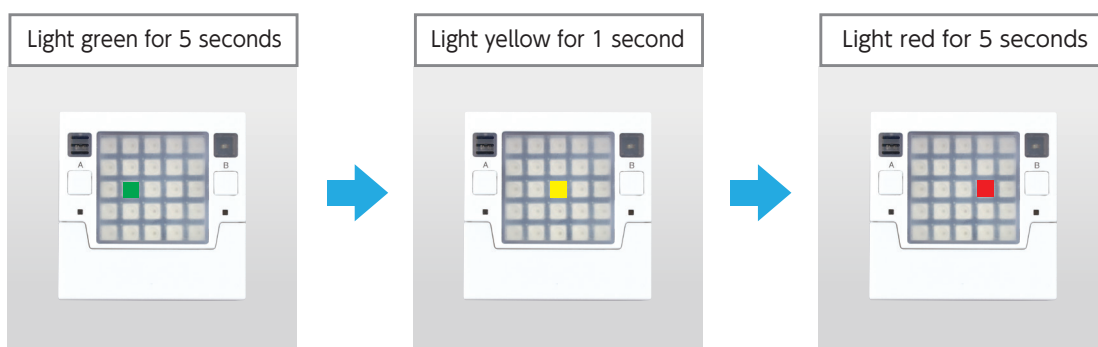 Light green for 5 seconds
Light yellow for 1 second
Light red for 5 seconds
A
B
A
B
A
B